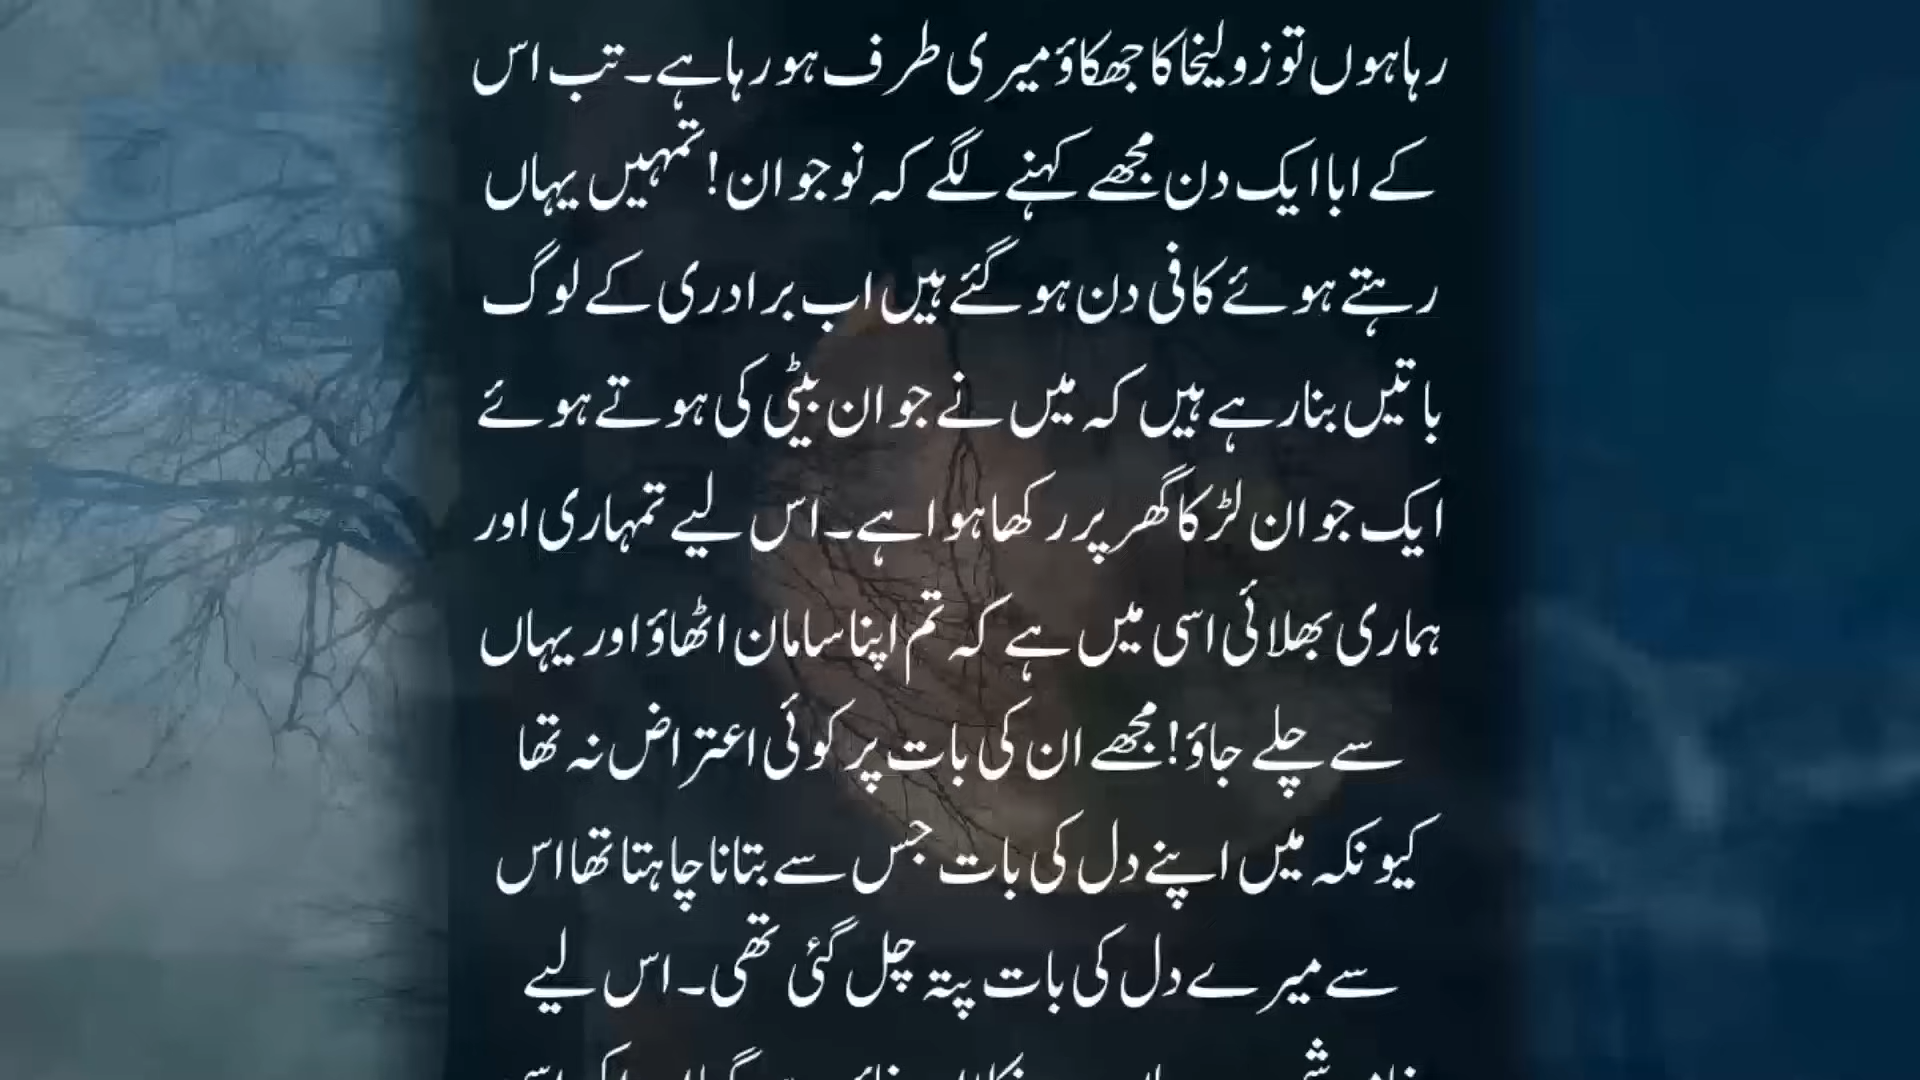 رہا ہوں تو زولیخا کا جھکاؤ میری طرف ہو رہا ہے۔ تب اس
کے ابا ایک دن مجھے کہنے لگے کہ نوجوان! تمہیں یہاں
رہتے ہوئے کافی دن ہو گئے ہیں اب برادری کے لوگ
باتیں بنا رہے ہیں کہ میں نے جوان بیٹی کی ہوتے ہوئے
ایک جوان لڑکا گھر پر رکھا ہوا ہے۔ اس لیے تمہاری اور
ہماری بھلائی اسی میں ہے کہ تم اپنا سامان اٹھاؤ اور یہاں
سے چلے جاؤ! مجھے ان کی بات پر کوئی اعتراض نہ تھا
کیونکہ میں اپنے دل کی بات جس سے بتانا چاہتا تھا اس
سے میرے دل کی بات پتہ چل گئی تھی۔ اس لیے